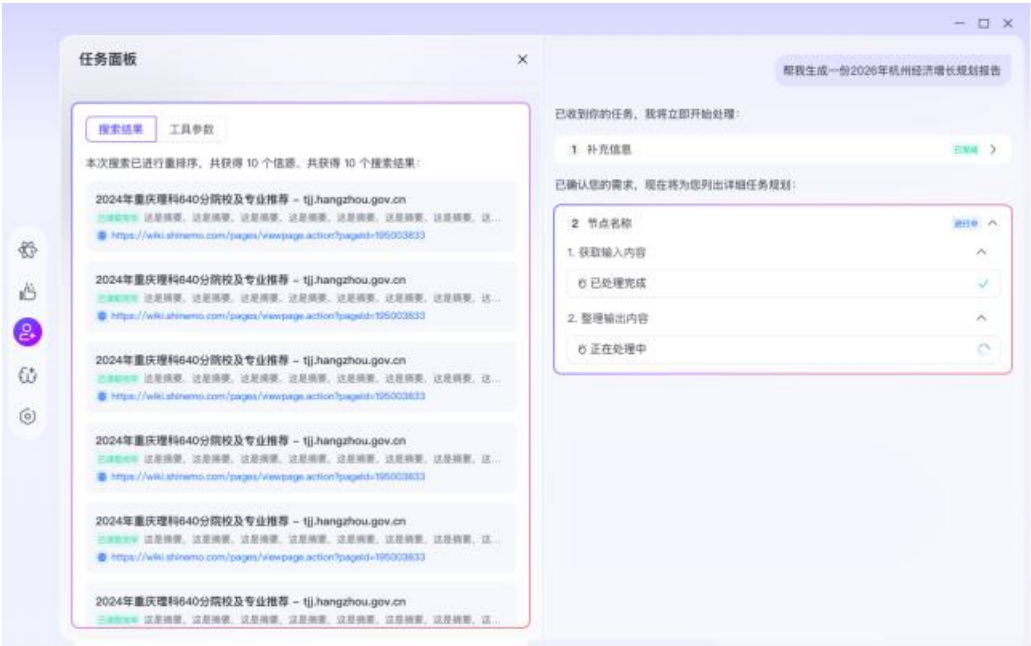 任务面板
搜索结果 工具参数
本次搜索已进行重排序，共获得 10 个信源、共获得 10 个搜索结果：
2024年重庆理科640分院校及专业推荐 – tjj.hangzhou.gov.cn
这是摘要、这是摘要、这是摘要、这是摘要、这是摘要、这是摘要、这是摘要、这...
https://wiki.shinemo.com/pages/viewpage.action?pageId=195003833
2024年重庆理科640分院校及专业推荐 – tjj.hangzhou.gov.cn
这是摘要、这是摘要、这是摘要、这是摘要、这是摘要、这是摘要、这是摘要、这...
https://wiki.shinemo.com/pages/viewpage.action?pageId=195003833
2024年重庆理科640分院校及专业推荐 – tjj.hangzhou.gov.cn
这是摘要、这是摘要、这是摘要、这是摘要、这是摘要、这是摘要、这是摘要、这...
https://wiki.shinemo.com/pages/viewpage.action?pageId=195003833
2024年重庆理科640分院校及专业推荐 – tjj.hangzhou.gov.cn
这是摘要、这是摘要、这是摘要、这是摘要、这是摘要、这是摘要、这是摘要、这...
https://wiki.shinemo.com/pages/viewpage.action?pageId=195003833
2024年重庆理科640分院校及专业推荐 – tjj.hangzhou.gov.cn
这是摘要、这是摘要、这是摘要、这是摘要、这是摘要、这是摘要、这是摘要、这...
https://wiki.shinemo.com/pages/viewpage.action?pageId=195003833
2024年重庆理科640分院校及专业推荐 – tjj.hangzhou.gov.cn
这是摘要、这是摘要、这是摘要、这是摘要、这是摘要、这是摘要、这是摘要、这...
帮我生成一份2026年杭州经济增长规划报告
已收到你的任务，我将立即开始处理：
1 补充信息 已完成
已确认您的需求，现在将为您列出详细任务规划：
2 节点名称 进行中
1. 获取输入内容
已处理完成
2. 整理输出内容
正在处理中